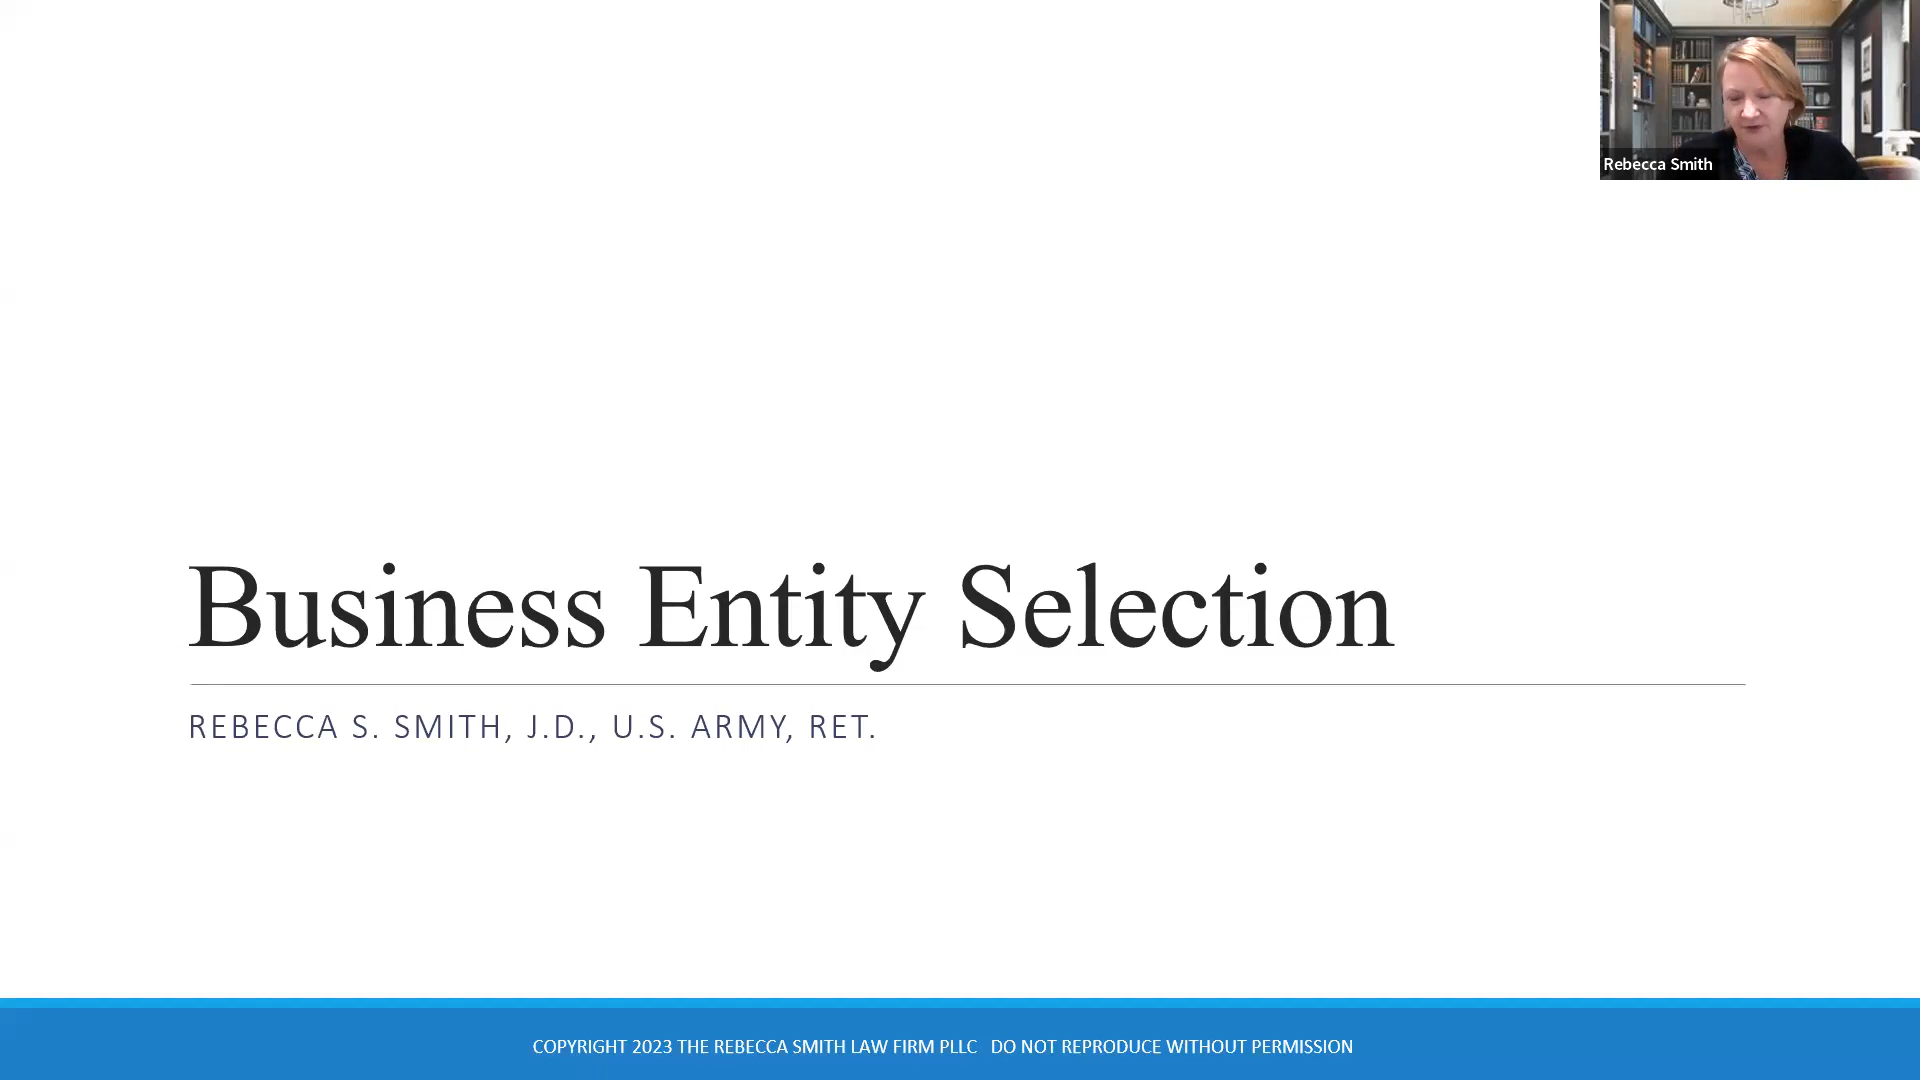 Rebecca Smith
Business Entity Selection
REBECCA S. SMITH, J.D., U.S. ARMY, RET.
COPYRIGHT 2023 THE REBECCA SMITH LAW FIRM PLLC DO NOT REPRODUCE WITHOUT PERMISSION